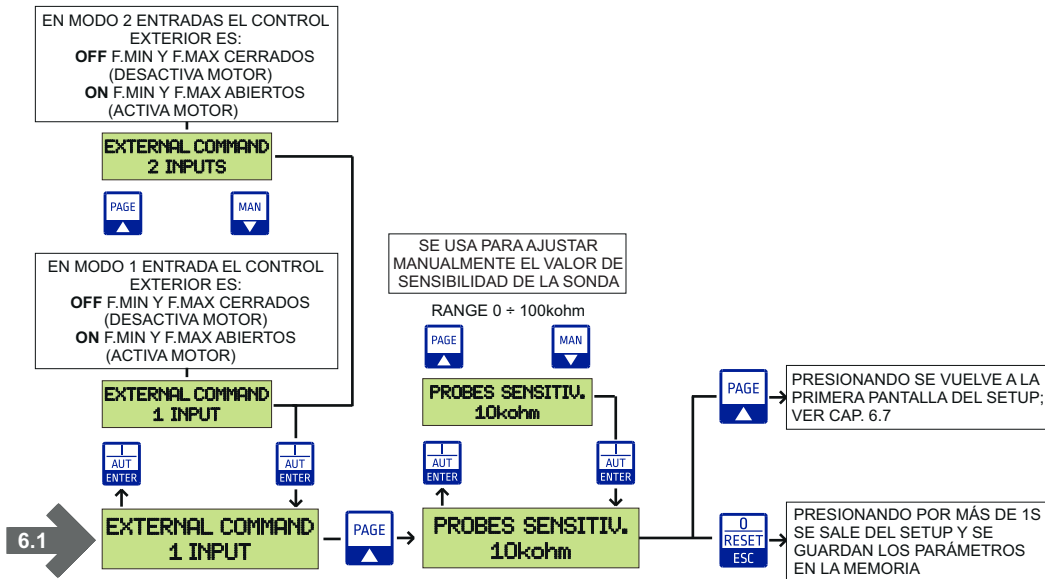 EN MODO 2 ENTRADAS EL CONTROL
EXTERIOR ES:
OFF F.MIN Y F.MAX CERRADOS
(DESACTIVA MOTOR)
ON F.MIN Y F.MAX ABIERTOS
(ACTIVA MOTOR)
EXTERNAL COMMAND
2 INPUTS
PAGE
MAN
EN MODO 1 ENTRADA EL CONTROL
EXTERIOR ES:
OFF F.MIN Y F.MAX CERRADOS
(DESACTIVA MOTOR)
ON F.MIN Y F.MAX ABIERTOS
(ACTIVA MOTOR)
EXTERNAL COMMAND
1 INPUT
I
AUT
ENTER
I
AUT
ENTER
6.1
EXTERNAL COMMAND
1 INPUT
PAGE
SE USA PARA AJUSTAR
MANUALMENTE EL VALOR DE
SENSIBILIDAD DE LA SONDA
RANGE 0 ÷ 100kohm
PAGE
MAN
PROBES SENSITIV.
10kohm
I
AUT
ENTER
I
AUT
ENTER
PROBES SENSITIV.
10kohm
PAGE
PRESIONANDO SE VUELVE A LA
PRIMERA PANTALLA DEL SETUP;
VER CAP. 6.7
0
RESET
ESC
PRESIONANDO POR MÁS DE 1S
SE SALE DEL SETUP Y SE
GUARDAN LOS PARÁMETROS
EN LA MEMORIA